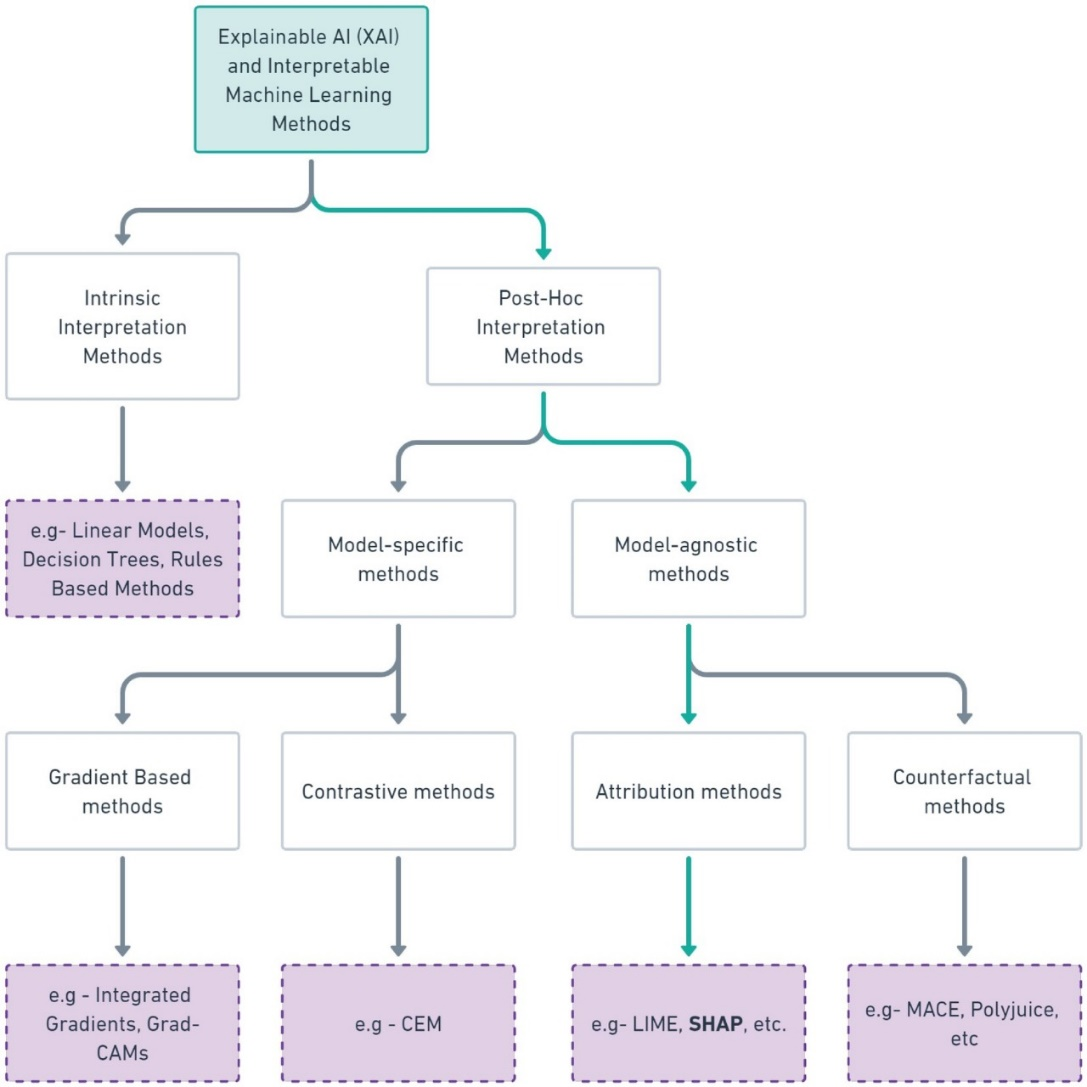 Explainable AI (XAI)
and Interpretable
Machine Learning
Methods
Intrinsic
Interpretation
Methods
Post-Hoc
Interpretation
Methods
e.g- Linear Models,
Decision Trees, Rules
Based Methods
Model-specific
methods
Model-agnostic
methods
Gradient Based
methods
Contrastive methods
Attribution methods
Counterfactual
methods
e.g - Integrated
Gradients, Grad-
CAMs
e.g - CEM
e.g- LIME, SHAP, etc.
e.g- MACE, Polyjuice,
etc